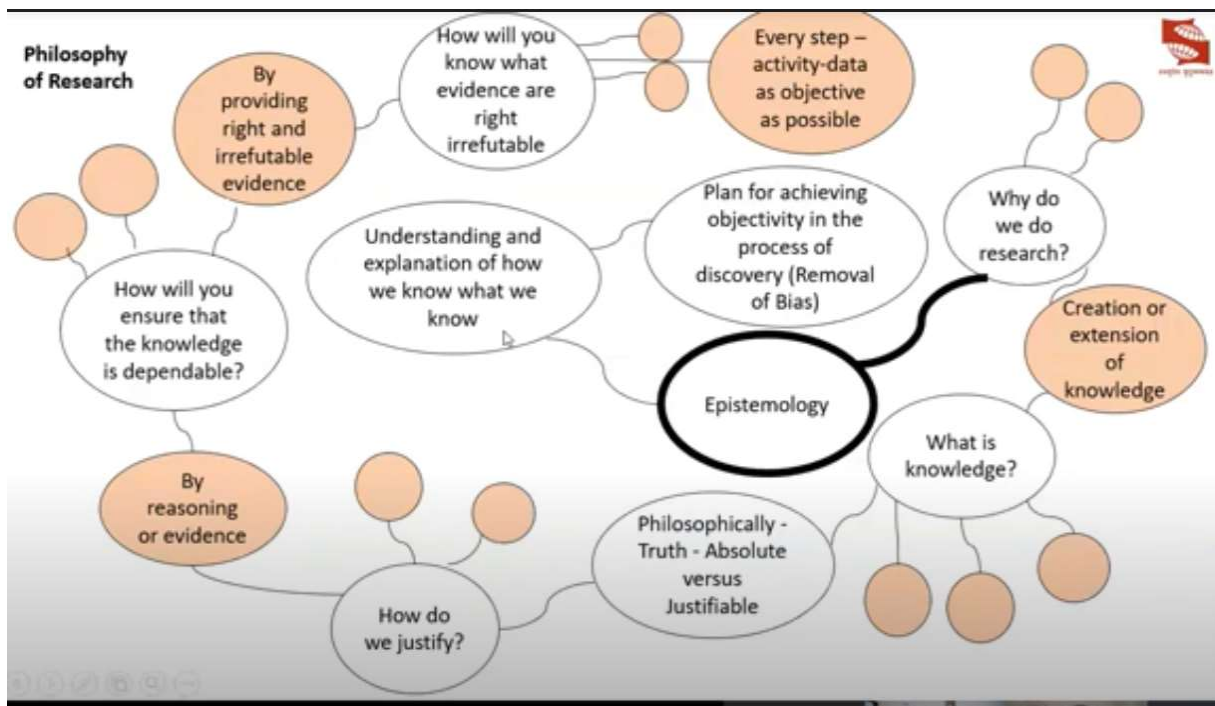 Philosophy
of Research
By
providing
right and
irrefutable
evidence
How will you
know what
evidence are
right
irrefutable
Every step –
activity-data
as objective
as possible
Why do
we do
research?
Plan for achieving
objectivity in the
process of
discovery (Removal
of Bias)
Understanding and
explanation of how
we know what we
know
How will you
ensure that
the knowledge
is dependable?
Creation or
extension
of
knowledge
Epistemology
What is
knowledge?
By
reasoning
or evidence
Philosophically -
Truth - Absolute
versus
Justifiable
How do
we justify?